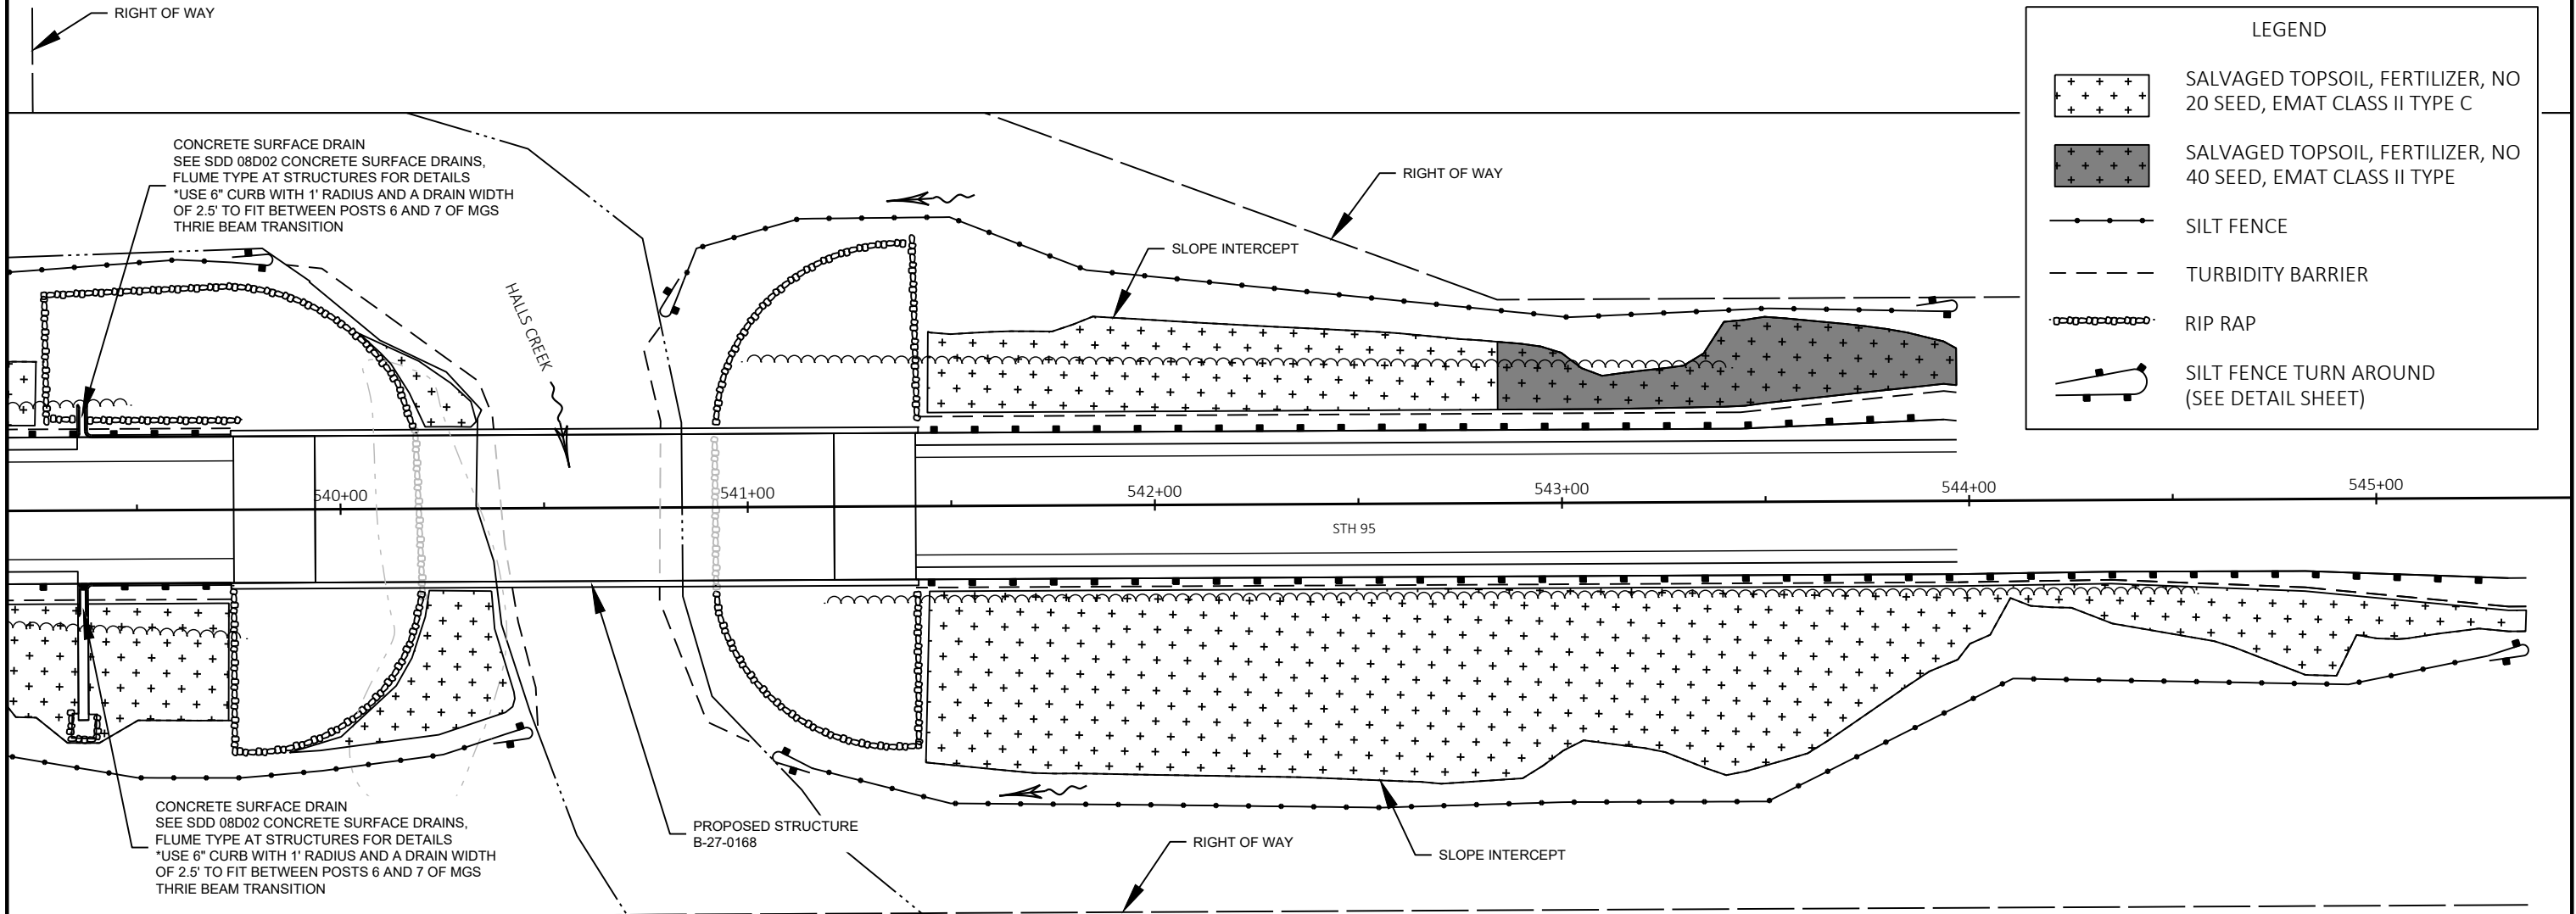 RIGHT OF WAY
LEGEND
SALVAGED TOPSOIL, FERTILIZER, NO
20 SEED, EMAT CLASS II TYPE C
SALVAGED TOPSOIL, FERTILIZER, NO
40 SEED, EMAT CLASS II TYPE
SILT FENCE
TURBIDITY BARRIER
RIP RAP
SILT FENCE TURN AROUND
(SEE DETAIL SHEET)
CONCRETE SURFACE DRAIN
SEE SDD 08D02 CONCRETE SURFACE DRAINS,
FLUME TYPE AT STRUCTURES FOR DETAILS
*USE 6" CURB WITH 1' RADIUS AND A DRAIN WIDTH
OF 2.5' TO FIT BETWEEN POSTS 6 AND 7 OF MGS
THRIE BEAM TRANSITION
RIGHT OF WAY
SLOPE INTERCEPT
HALLS CREEK
540+00
541+00
542+00
543+00
544+00
545+00
STH 95
CONCRETE SURFACE DRAIN
SEE SDD 08D02 CONCRETE SURFACE DRAINS,
FLUME TYPE AT STRUCTURES FOR DETAILS
*USE 6" CURB WITH 1' RADIUS AND A DRAIN WIDTH
OF 2.5' TO FIT BETWEEN POSTS 6 AND 7 OF MGS
THRIE BEAM TRANSITION
PROPOSED STRUCTURE
B-27-0168
RIGHT OF WAY
SLOPE INTERCEPT